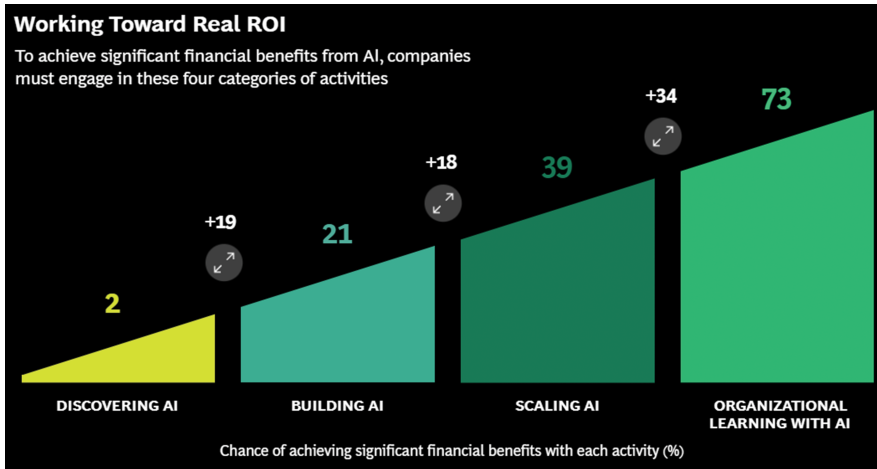 Working Toward Real ROI
To achieve significant financial benefits from AI, companies
must engage in these four categories of activities
+34
73
+18
39
+19
21
2
DISCOVERING AI
BUILDING AI
SCALING AI
ORGANIZATIONAL
LEARNING WITH AI
Chance of achieving significant financial benefits with each activity (%)